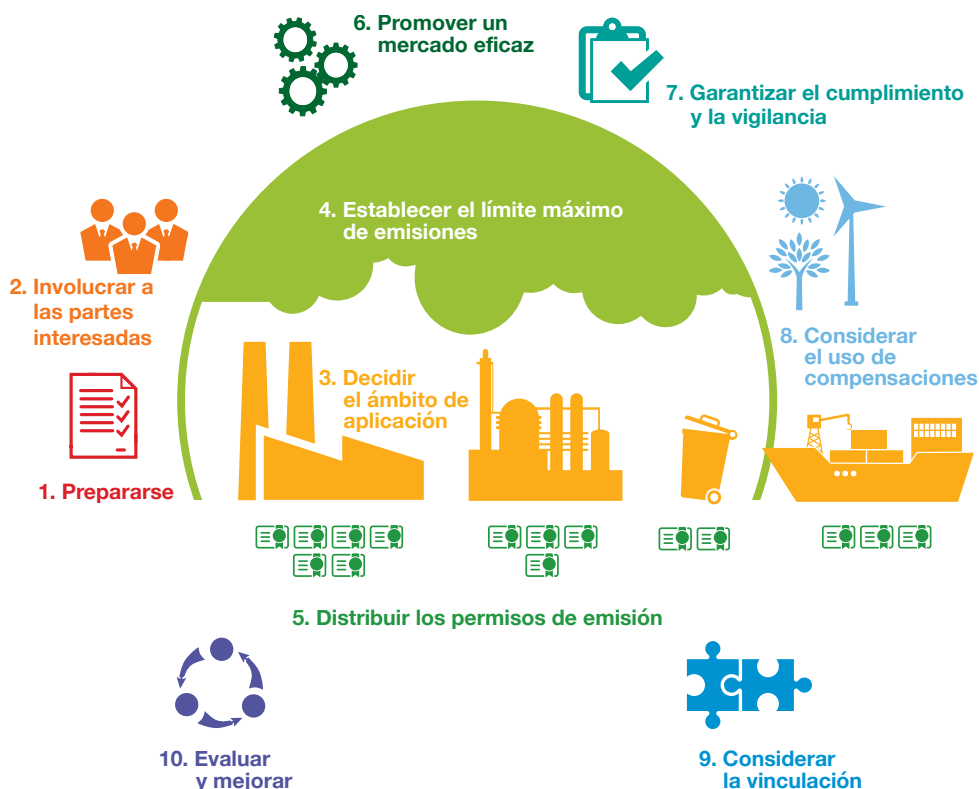 6. Promover un
mercado eficaz
7. Garantizar el cumplimiento
y la vigilancia
4. Establecer el límite máximo
de emisiones
2. Involucrar a
las partes
interesadas
8. Considerar
el uso de
compensaciones
3. Decidir
el ámbito de
aplicación
1. Prepararse
5. Distribuir los permisos de emisión
10. Evaluar
y mejorar
9. Considerar
la vinculación